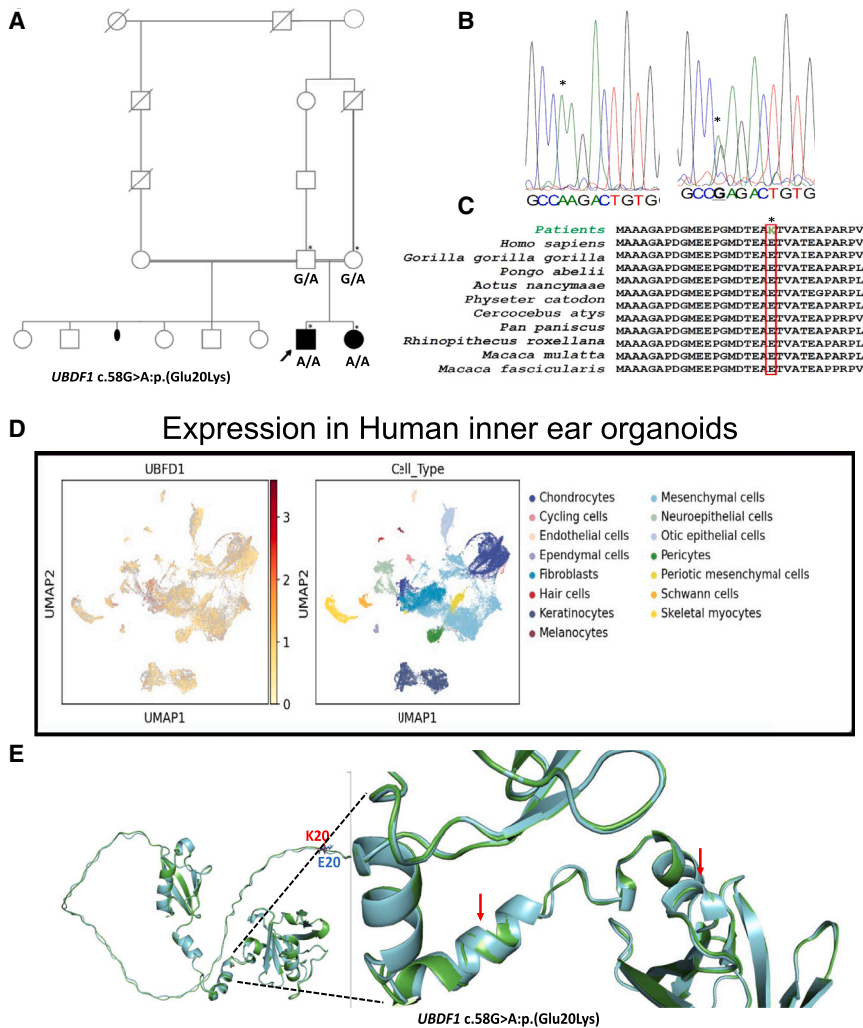 A
G/A G/A
A/A A/A
UBDF1 c.58G>A:p.(Glu20Lys)
B
* *
GCCAAGACTGTG GCCGAGACTGTG
C
*
Patients MAAAGAPDGMEEPGMDTEAKTVATEAPARPV
Homo sapiens MAAAGAPDGMEEPGMDTEAETVATEAPARPV
Gorilla gorilla gorilla MAAAGAPDGMEEPGMDTEAETAIEAPARPV
Pongo abelii MAAAGAPDGMEEPGMDTEAETVATEAPARPL
Aotus nancymaae MAAAGAPDGMEEPGMDTEAETVATEAPARPL
Physeter catodon MAAAGAPDGMEEPGMDTEAETVATEGPARPL
Cercocebus atys MAAAGAPDGMEEPGMDTEAETVATEAPARPV
Pan paniscus MAAAGAPDGMEEPGMDTEAETVATEAPARPV
Rhinopithecus roxellana MAAAGAPDGMEEPGMDTEAETVATEAPARPL
Macaca mulatta MAAAGAPDGMEEPGMDTEAETVATEAPARPV
Macaca fascicularis MAAAGAPDGMEEPGMDTEAETVATEAPPRPV
D
Expression in Human inner ear organoids
UBFD1
UMAP2
UMAP1
3
2
1
0
Cell_Type
UMAP2
UMAP1
Chondrocytes
Cycling cells
Endothelial cells
Ependymal cells
Fibroblasts
Hair cells
Keratinocytes
Melanocytes
Mesenchymal cells
Neuroepithelial cells
Otic epithelial cells
Pericytes
Periotic mesenchymal cells
Schwann cells
Skeletal myocytes
E
K20
E20
UBDF1 c.58G>A:p.(Glu20Lys)